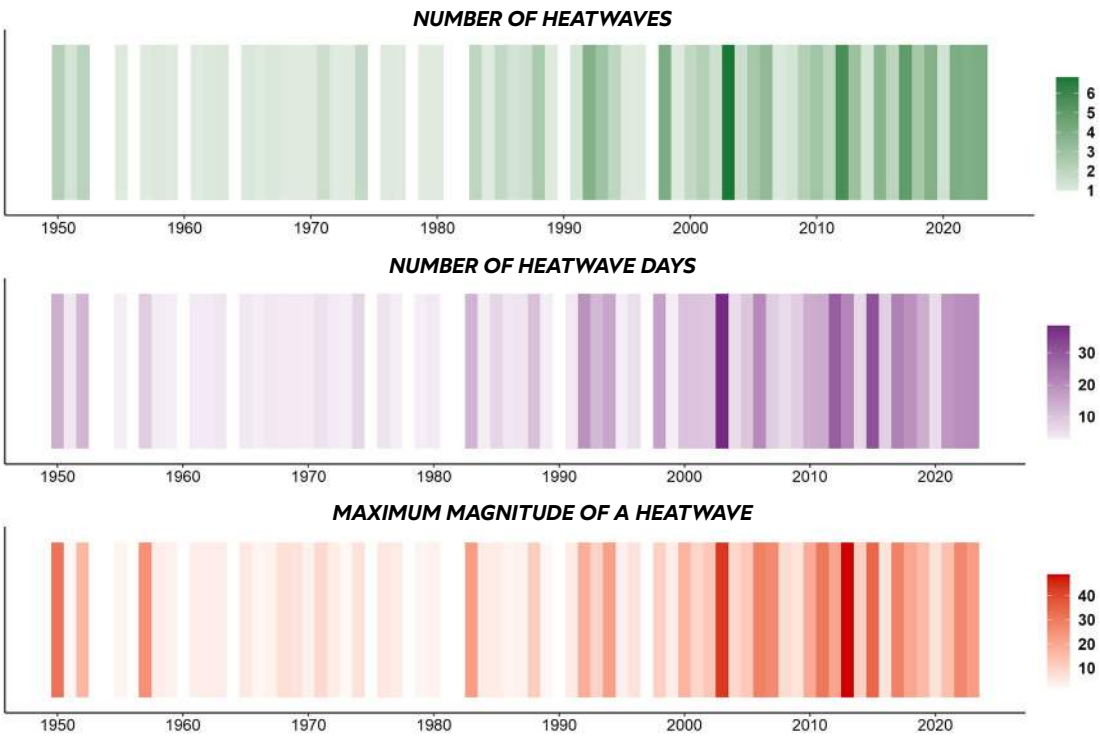 NUMBER OF HEATWAVES
6
5
4
3
2
1
1950 1960 1970 1980 1990 2000 2010 2020
NUMBER OF HEATWAVE DAYS
30
20
10
1950 1960 1970 1980 1990 2000 2010 2020
MAXIMUM MAGNITUDE OF A HEATWAVE
40
30
20
10
1950 1960 1970 1980 1990 2000 2010 2020